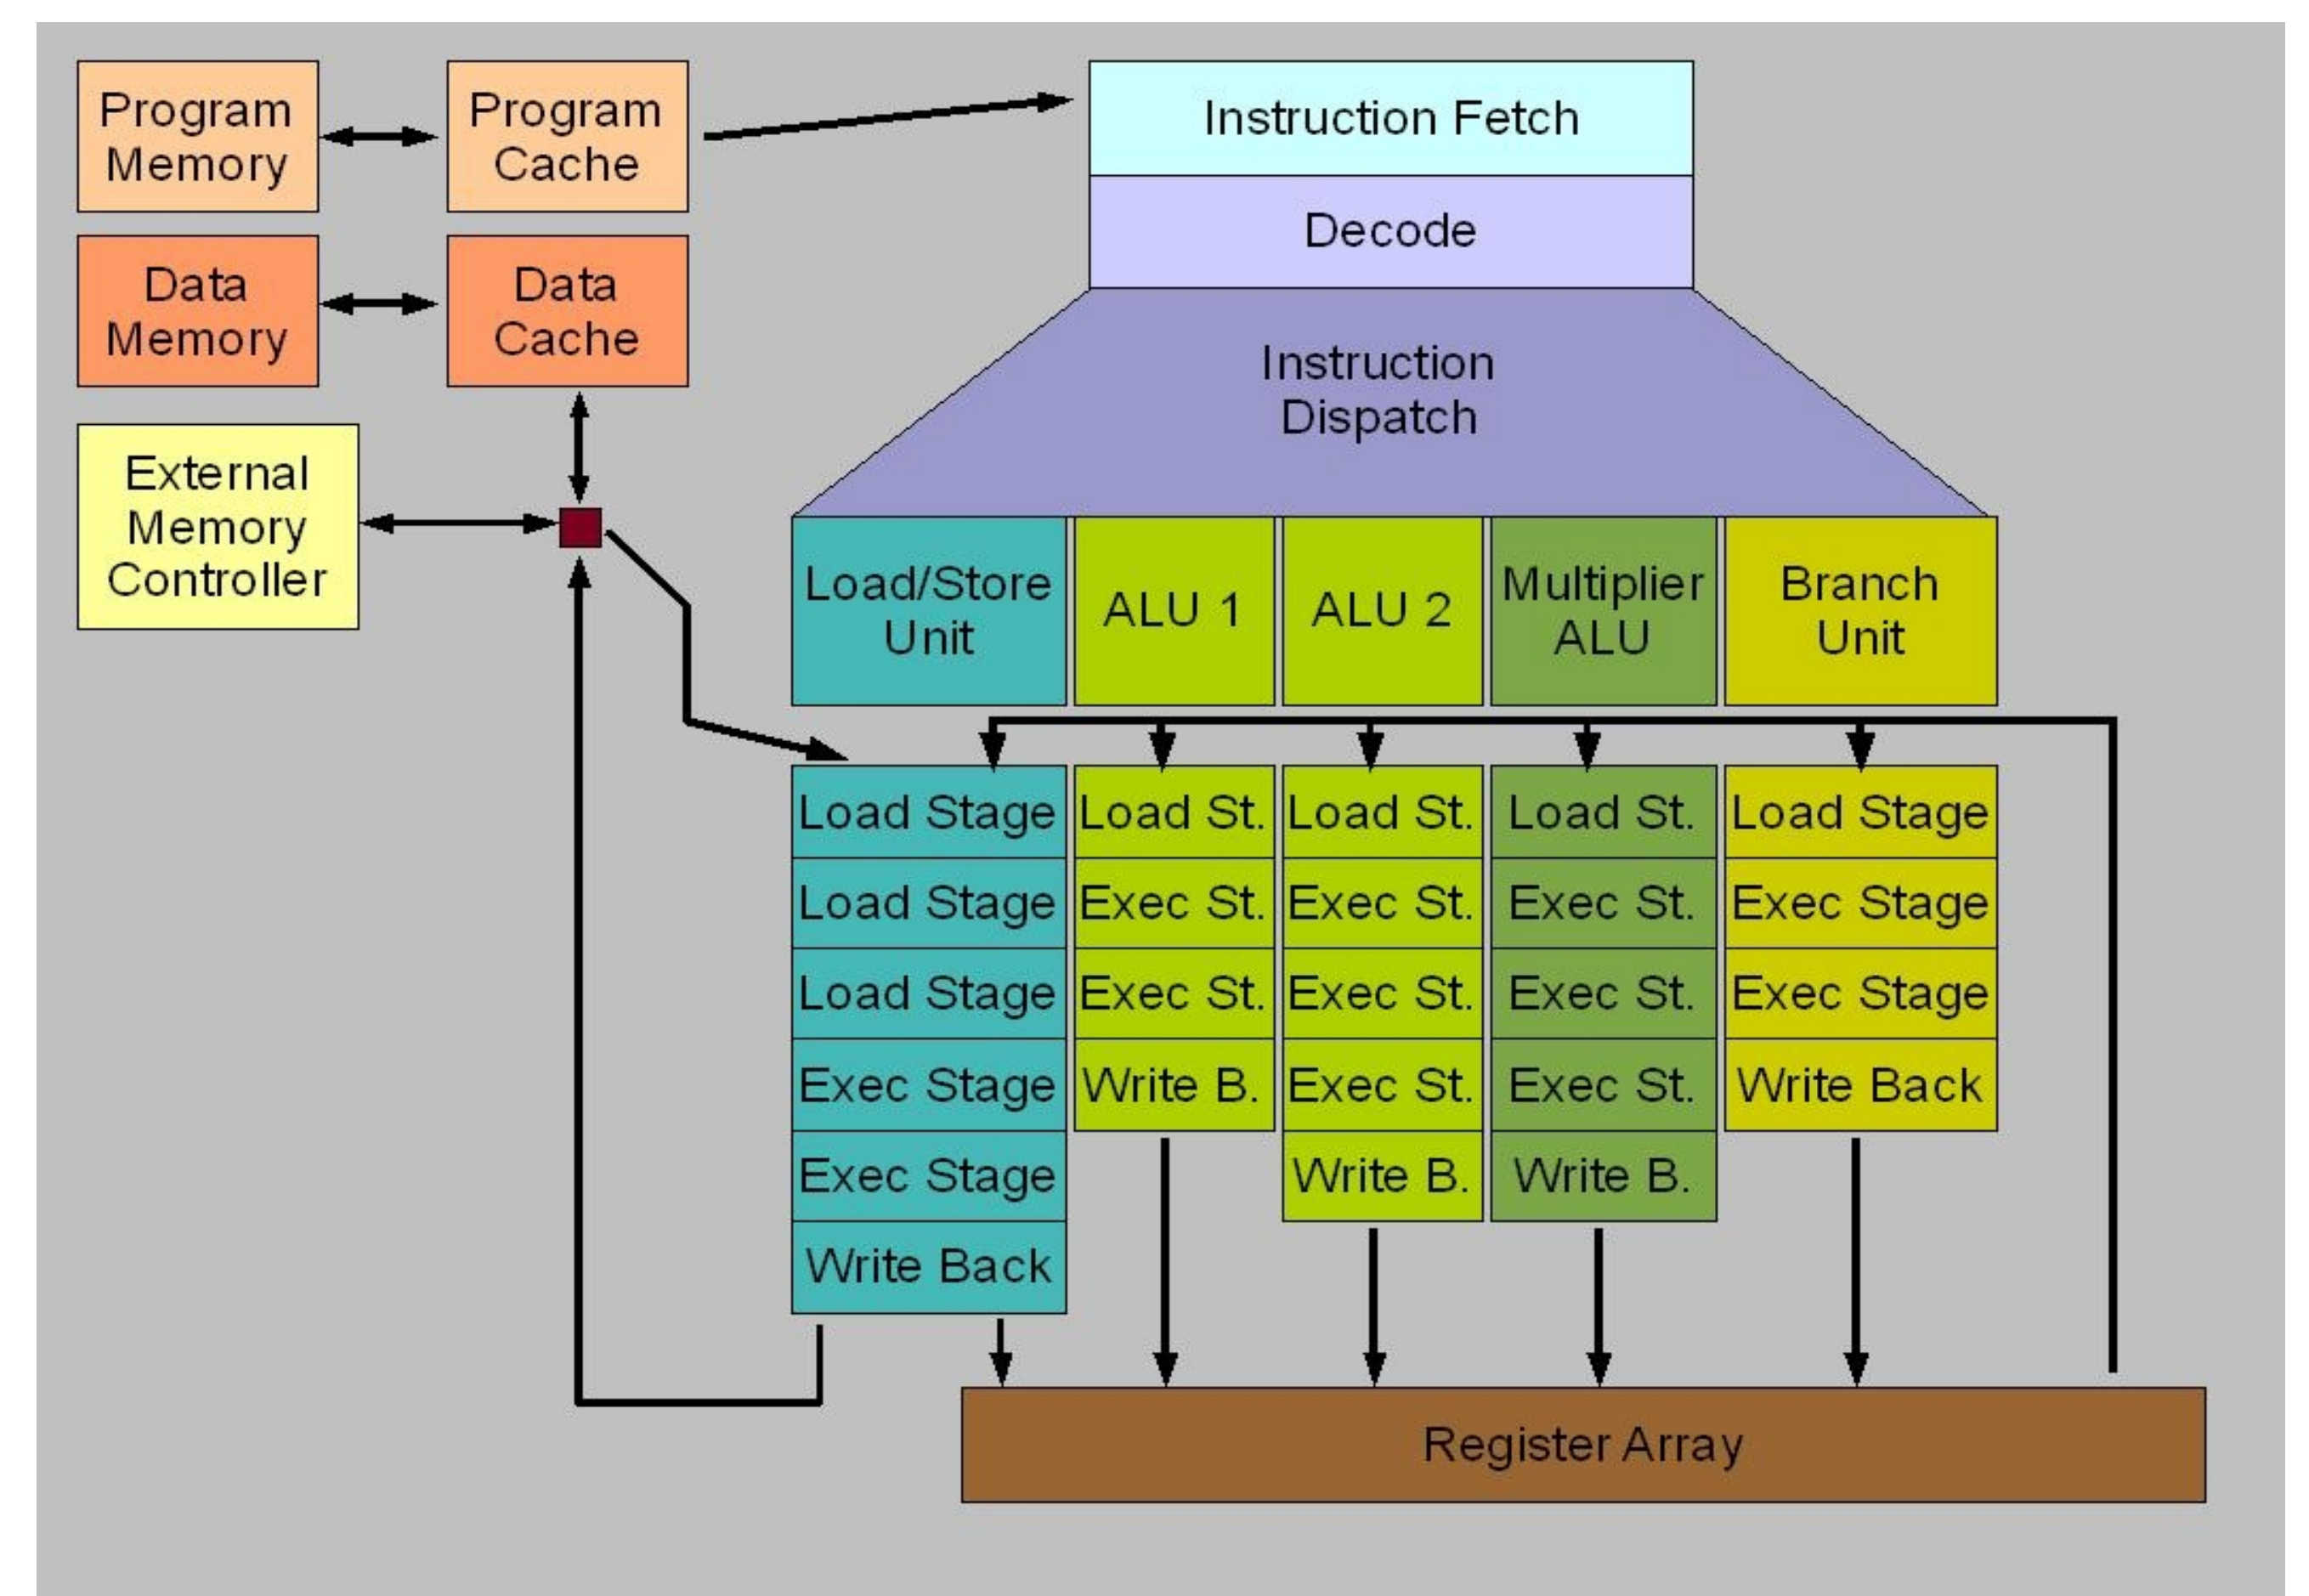 Program
Memory
Program
Cache
Instruction Fetch
Decode
Data
Memory
Data
Cache
Instruction
Dispatch
External
Memory
Controller
Load/Store
Unit
ALU 1
ALU 2
Multiplier
ALU
Branch
Unit
Load Stage
Load Stage
Load Stage
Exec Stage
Exec Stage
Write Back
Load St.
Exec St.
Exec St.
Write B.
Load St.
Exec St.
Exec St.
Exec St.
Write B.
Load St.
Exec St.
Exec St.
Exec St.
Write B.
Load Stage
Exec Stage
Exec Stage
Write Back
Register Array